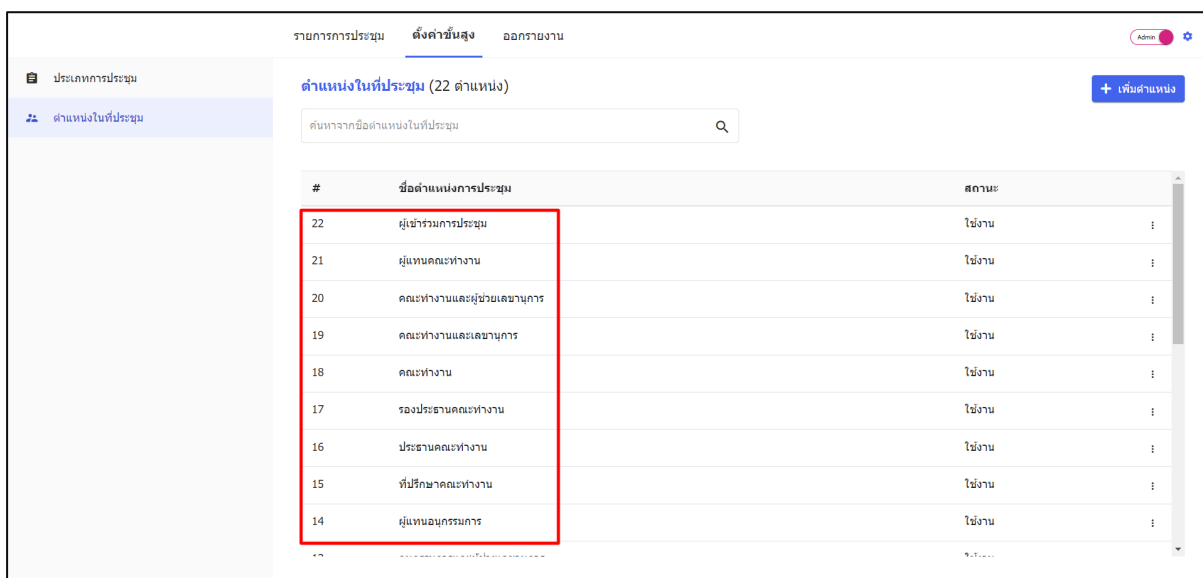 รายการการประชุม ตั้งค่าขั้นสูง ออกรายงาน Admin
ประเภทการประชุม
ตำแหน่งในที่ประชุม
ตำแหน่งในที่ประชุม (22 ตำแหน่ง) + เพิ่มตำแหน่ง
ค้นหาจากชื่อตำแหน่งในที่ประชุม
# ชื่อตำแหน่งการประชุม สถานะ
22 ผู้เข้าร่วมการประชุม ใช้งาน
21 ผู้แทนคณะทำงาน ใช้งาน
20 คณะทำงานและผู้ช่วยเลขานุการ ใช้งาน
19 คณะทำงานและเลขานุการ ใช้งาน
18 คณะทำงาน ใช้งาน
17 รองประธานคณะทำงาน ใช้งาน
16 ประธานคณะทำงาน ใช้งาน
15 ที่ปรึกษาคณะทำงาน ใช้งาน
14 ผู้แทนอนุกรรมการ ใช้งาน